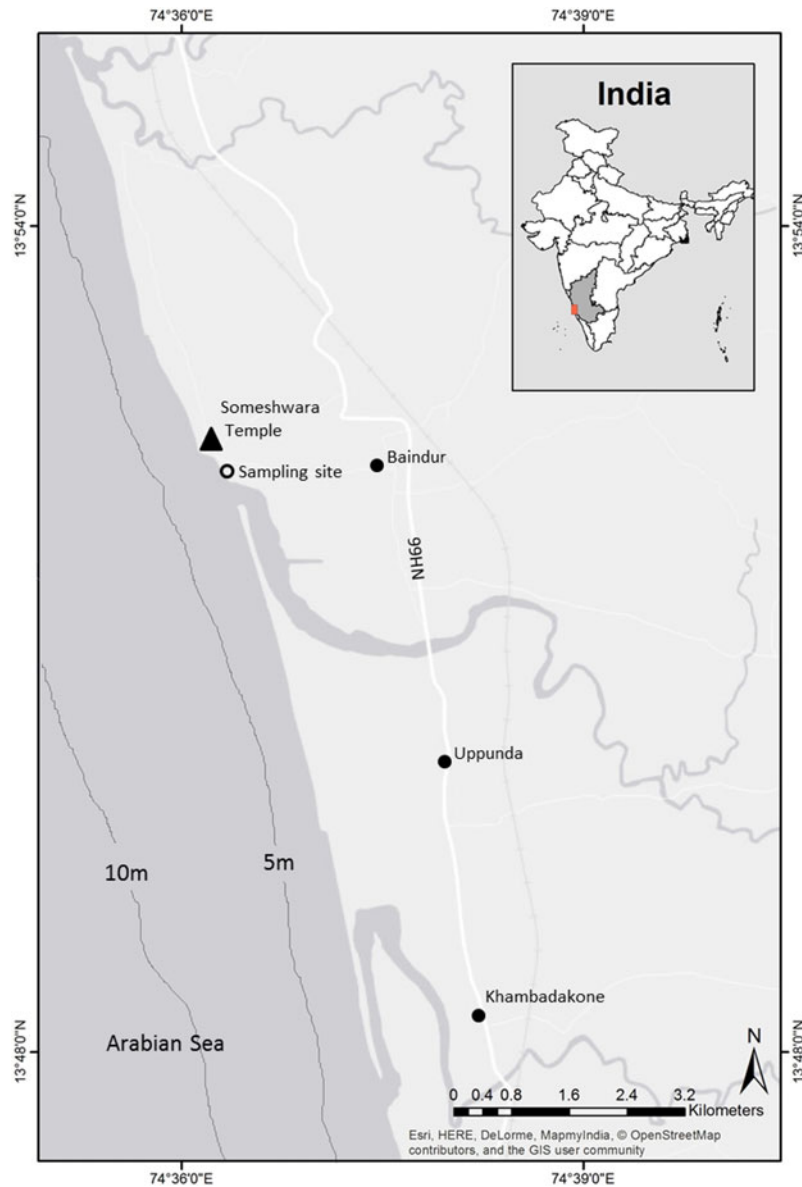 74°36'0"E
74°39'0"E
India
13°54'0"N
13°54'0"N
Someshwara
Temple
Baindur
Sampling site
NH66
Uppunda
10m
5m
Khambadakone
Arabian Sea
N
13°48'0"N
13°48'0"N
0 0.4 0.8 1.6 2.4 3.2
Kilometers
Esri, HERE, DeLorme, MapmyIndia, © OpenStreetMap
contributors, and the GIS user community
74°36'0"E
74°39'0"E